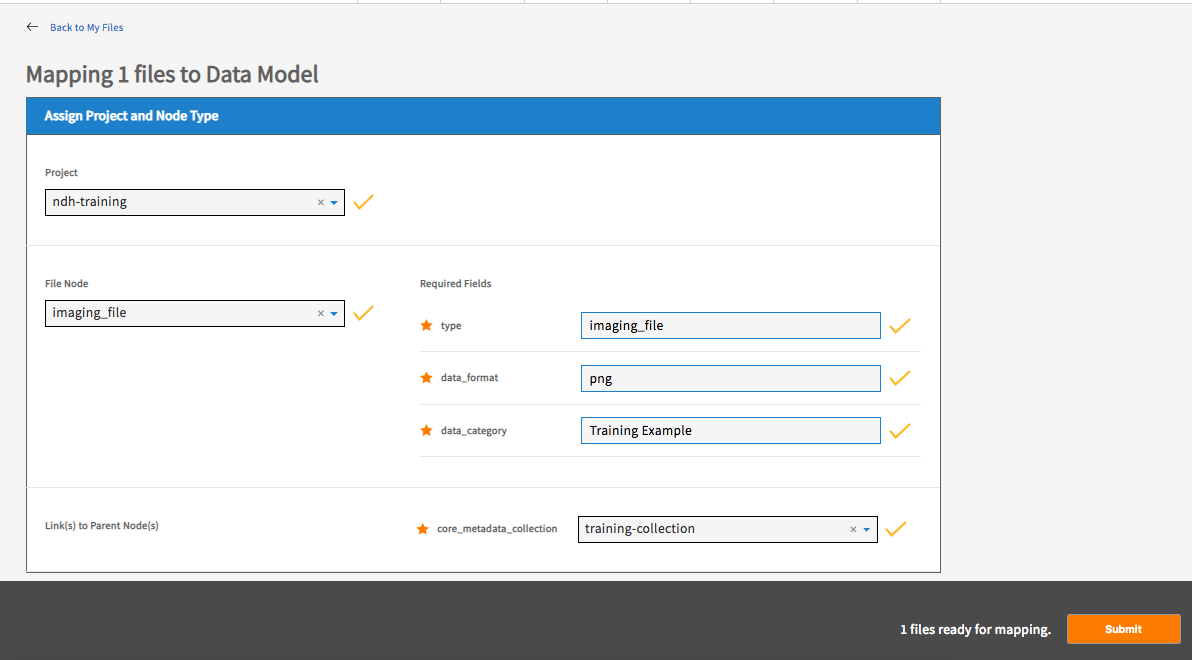 Back to My Files
Mapping 1 files to Data Model
Assign Project and Node Type
Project
ndh-training
File Node
imaging_file
Required Fields
type
imaging_file
data_format
png
data_category
Training Example
Link(s) to Parent Node(s)
core_metadata_collection
training-collection
1 files ready for mapping.
Submit